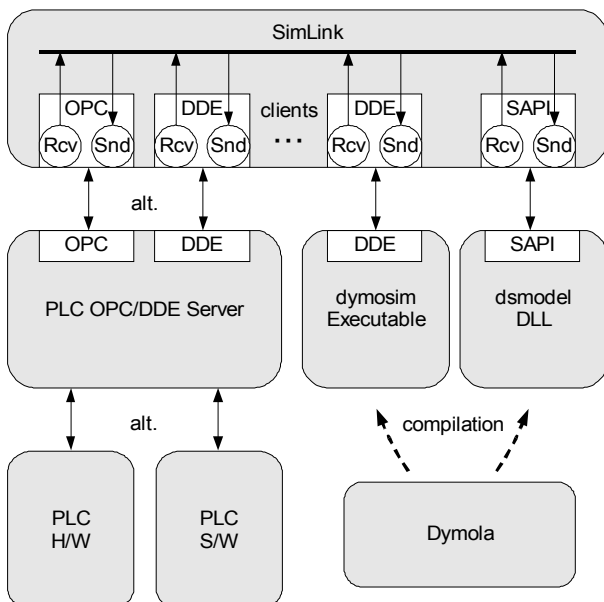 SimLink
OPC DDE clients DDE SAPI
Rcv Snd Rcv Snd ... Rcv Snd Rcv Snd
alt.
OPC DDE DDE SAPI
PLC OPC/DDE Server
dymosim
Executable
dsmodel
DLL
alt.
compilation
PLC
H/W
PLC
S/W
Dymola